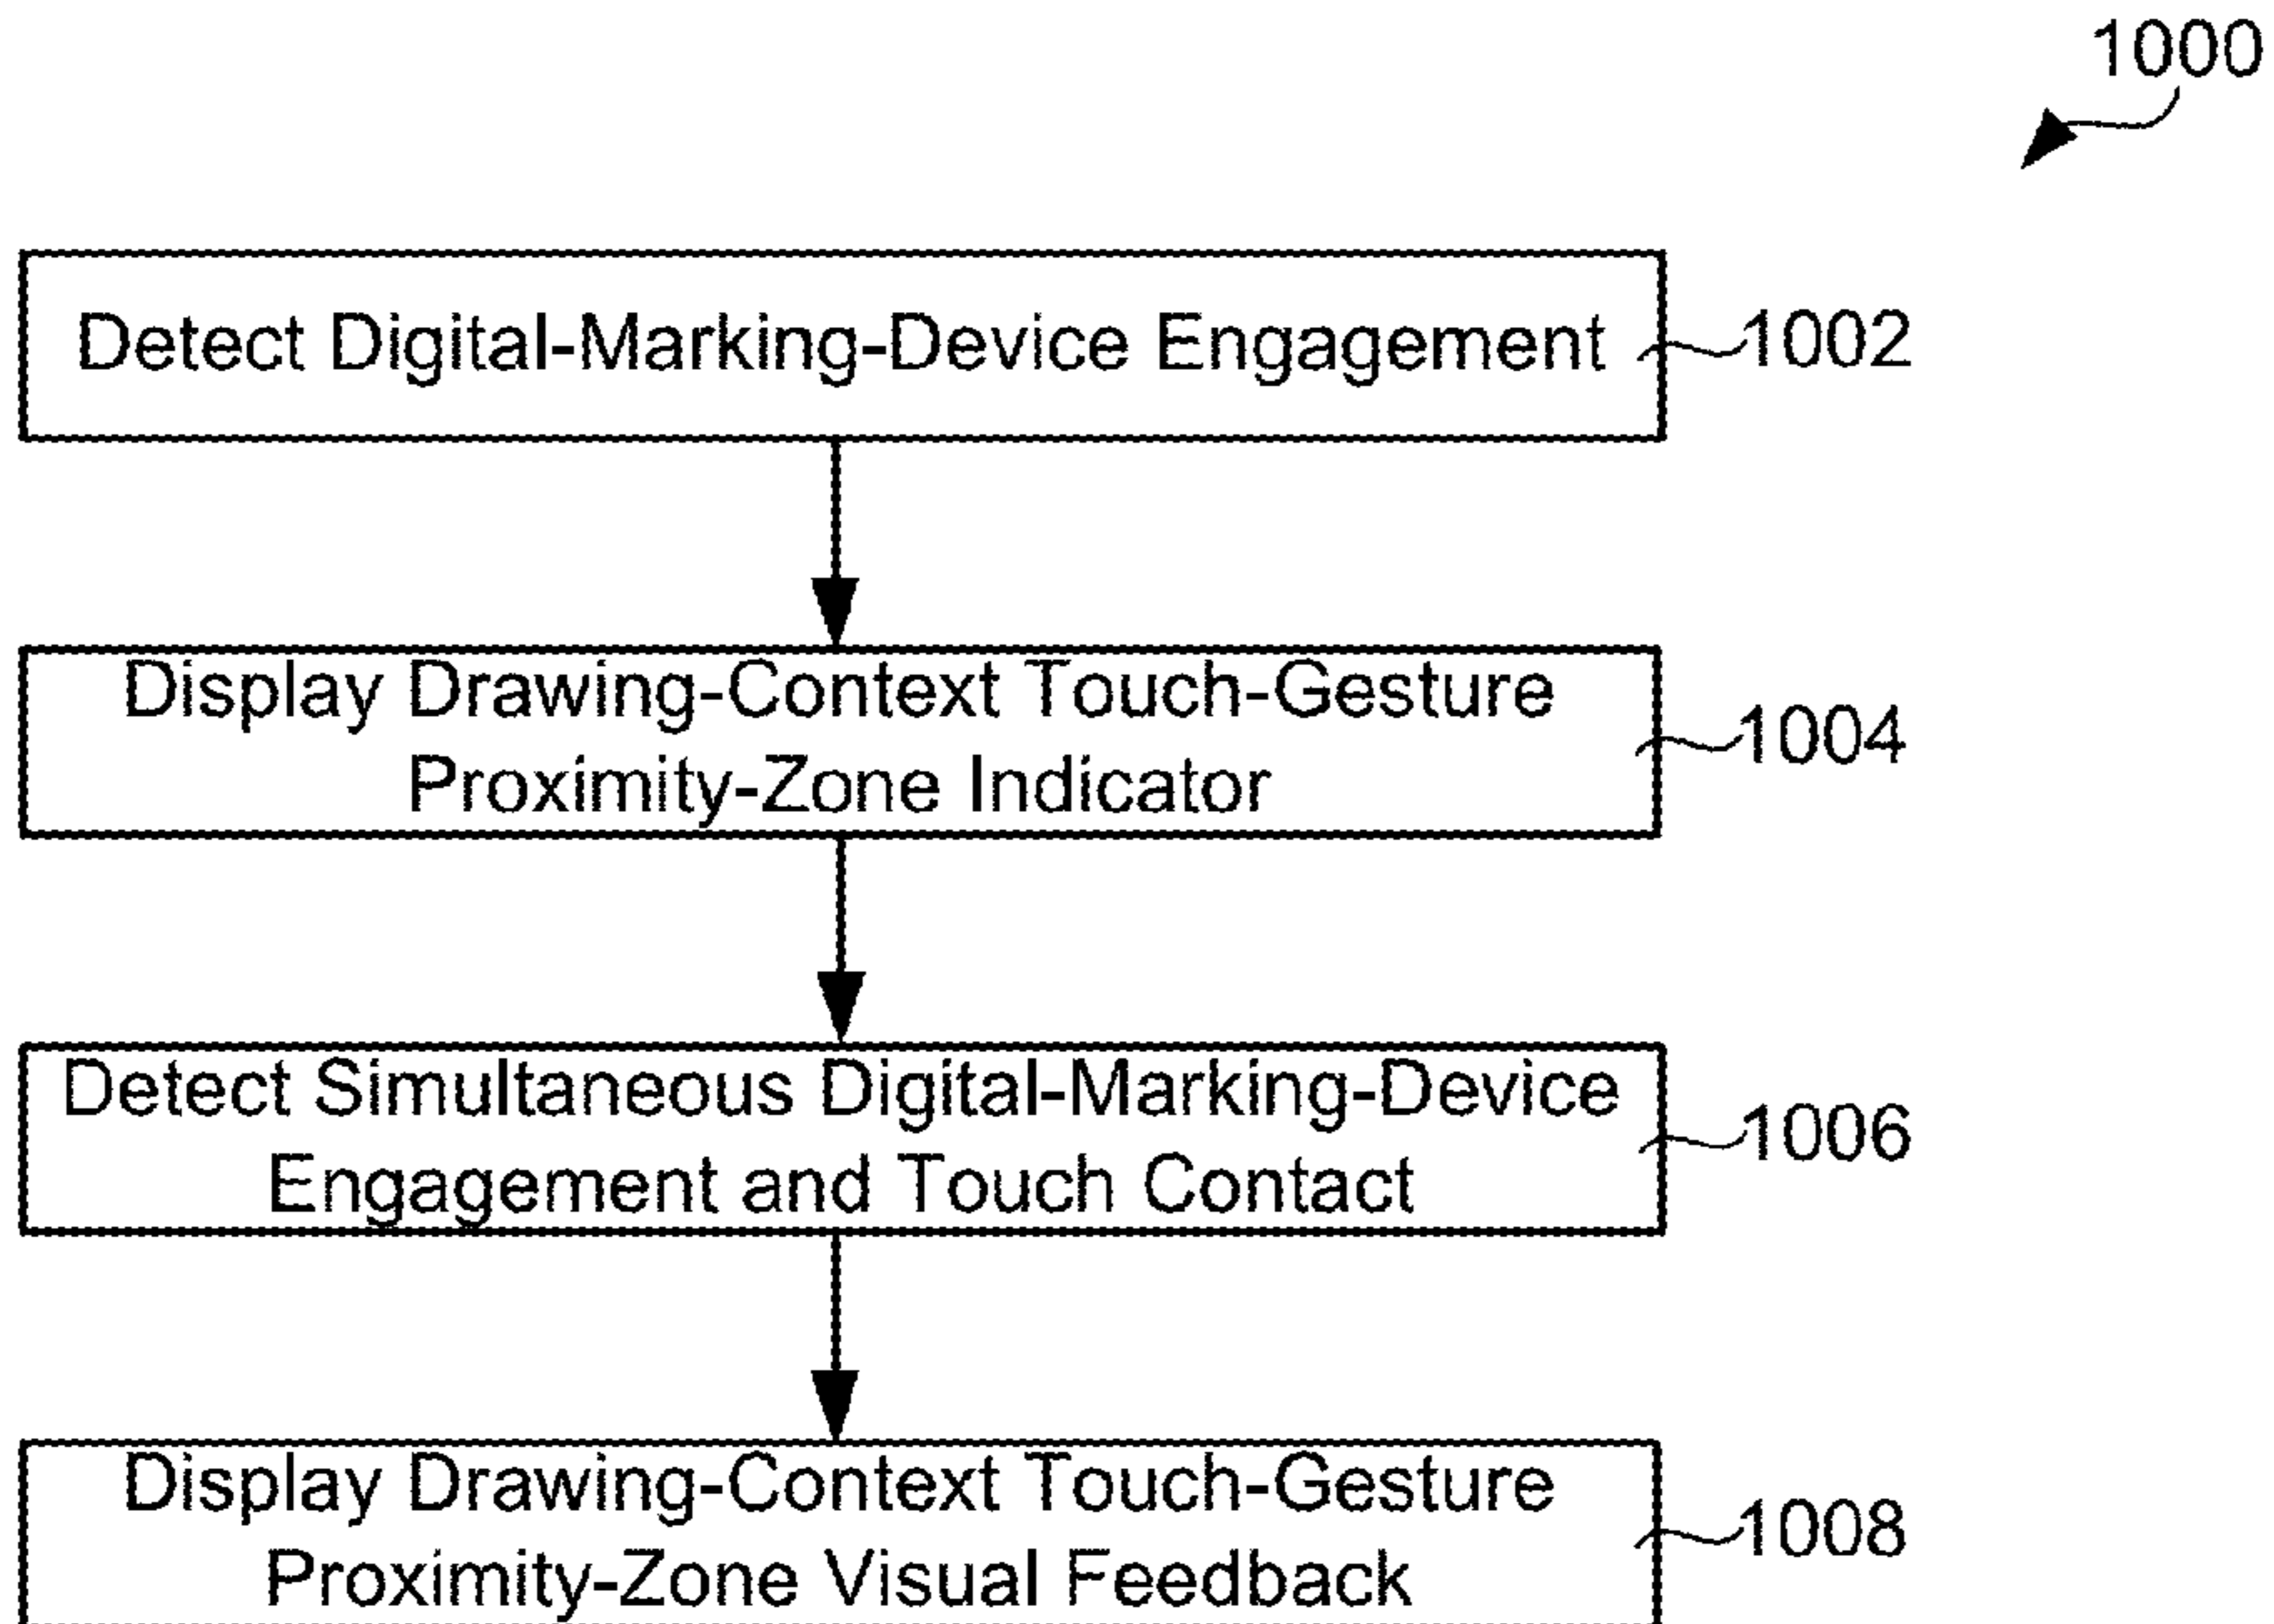 1000
Detect Digital-Marking-Device Engagement
1002
Display Drawing-Context Touch-Gesture
Proximity-Zone Indicator
1004
Detect Simultaneous Digital-Marking-Device
Engagement and Touch Contact
1006
Display Drawing-Context Touch-Gesture
Proximity-Zone Visual Feedback
1008